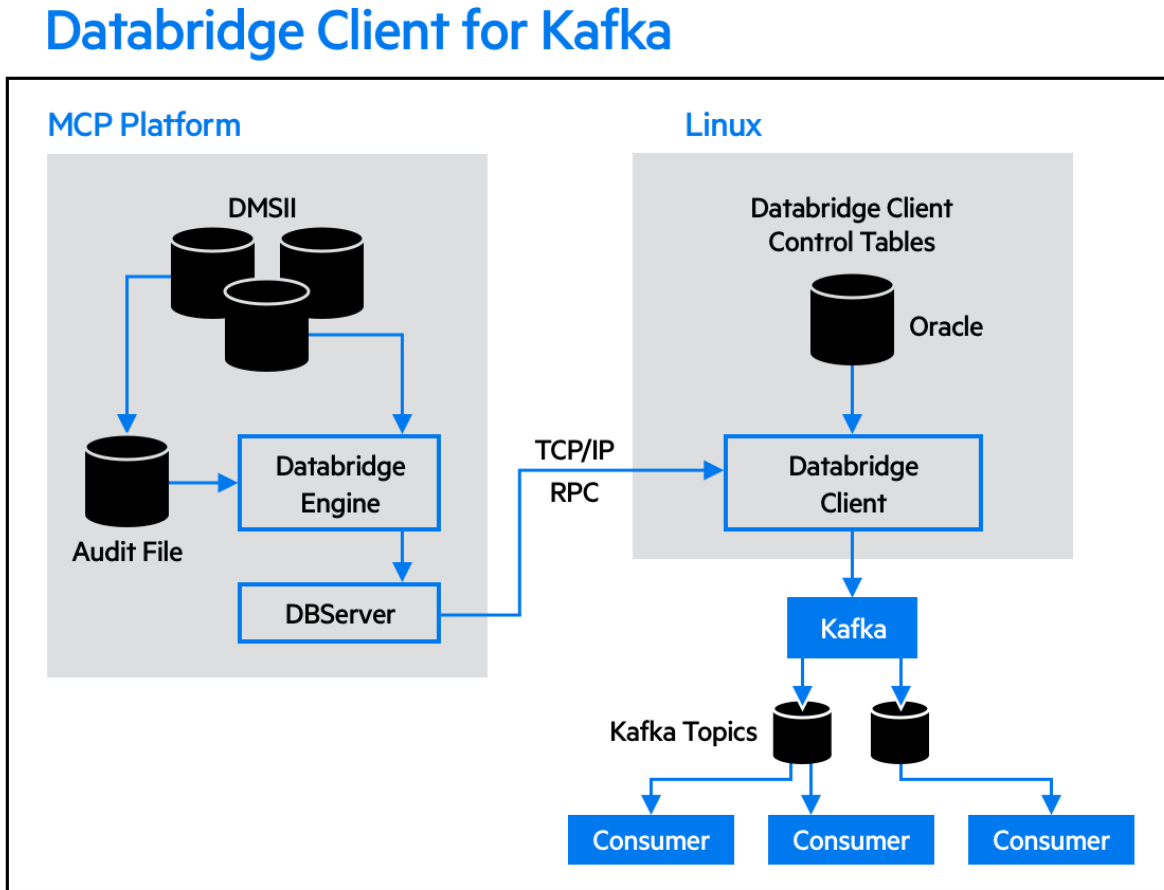 Databridge Client for Kafka
MCP Platform
DMSII
Databridge
Engine
Audit File
DBServer
TCP/IP
RPC
Linux
Databridge Client
Control Tables
Oracle
Databridge
Client
Kafka
Kafka Topics
Consumer
Consumer
Consumer